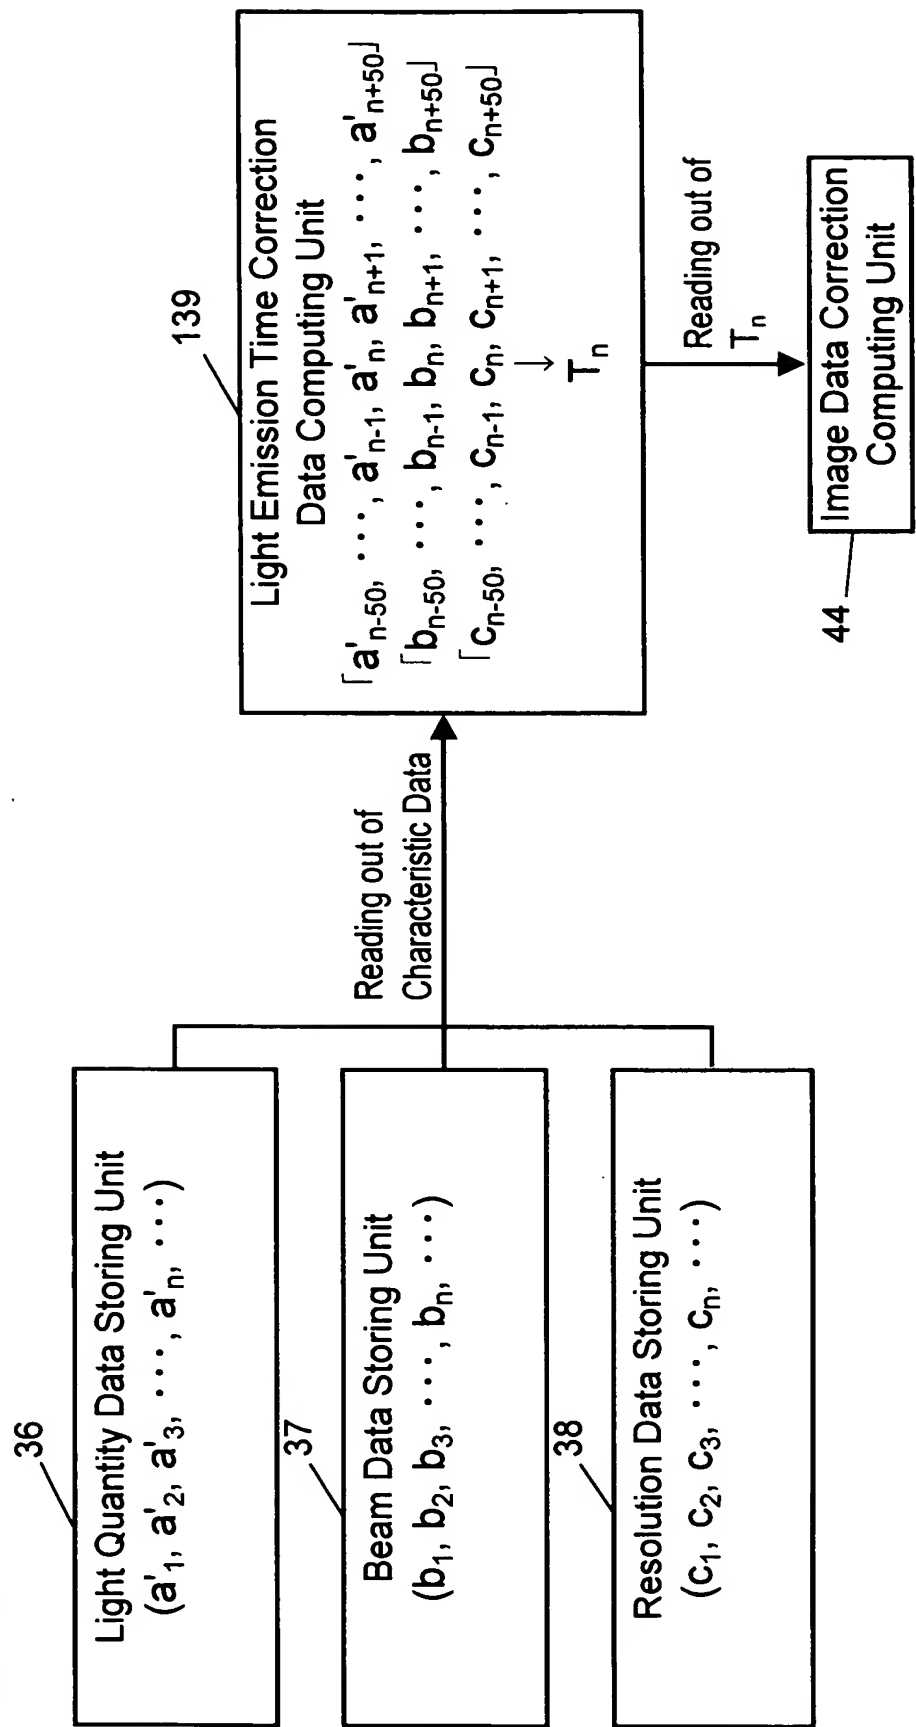 36
Light Quantity Data Storing Unit
(a'1, a'2, a'3, ···, a'n, ···)
37
Beam Data Storing Unit
(b1, b2, b3, ···, bn, ···)
38
Resolution Data Storing Unit
(c1, c2, c3, ···, cn, ···)
Reading out of
Characteristic Data
139
Light Emission Time Correction
Data Computing Unit
「a'n-50, ···, a'n-1, a'n, a'n+1, ···, a'n+50」
「bn-50, ···, bn-1, bn, bn+1, ···, bn+50」
「cn-50, ···, cn-1, cn, cn+1, ···, cn+50」
↓
Tn
Reading out of
Tn
44
Image Data Correction
Computing Unit